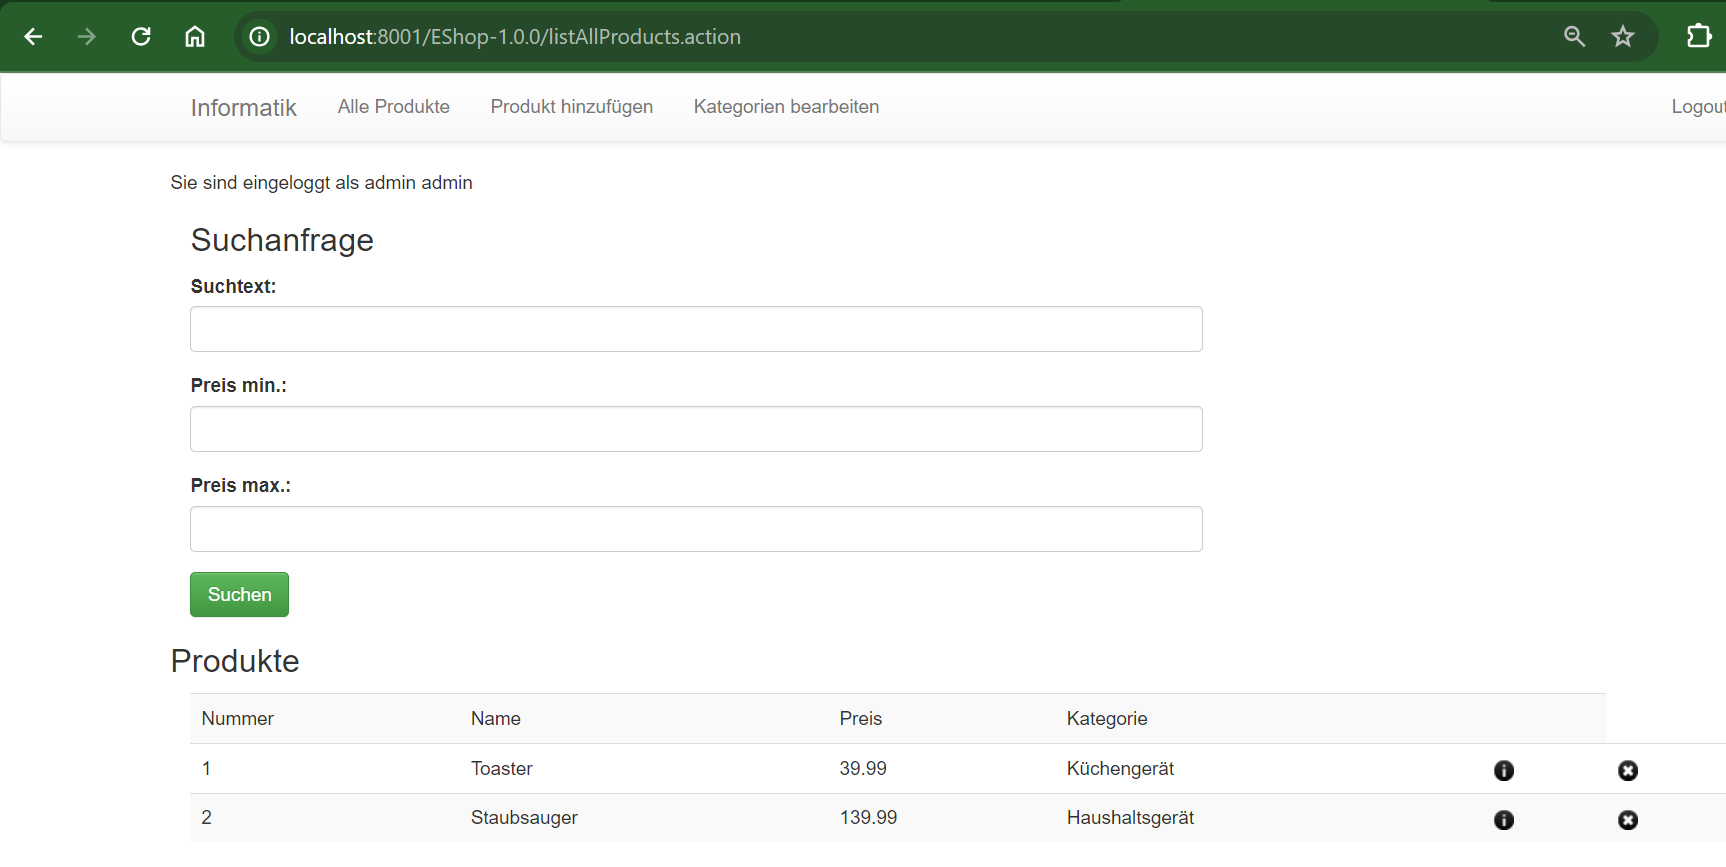 localhost:8001/EShop-1.0.0/listAllProducts.action
Informatik Alle Produkte Produkt hinzufügen Kategorien bearbeiten Logout
Sie sind eingeloggt als admin admin
Suchanfrage
Suchtext:
Preis min.:
Preis max.:
Suchen
Produkte
Nummer Name Preis Kategorie
1 Toaster 39.99 Küchengerät
2 Staubsauger 139.99 Haushaltsgerät